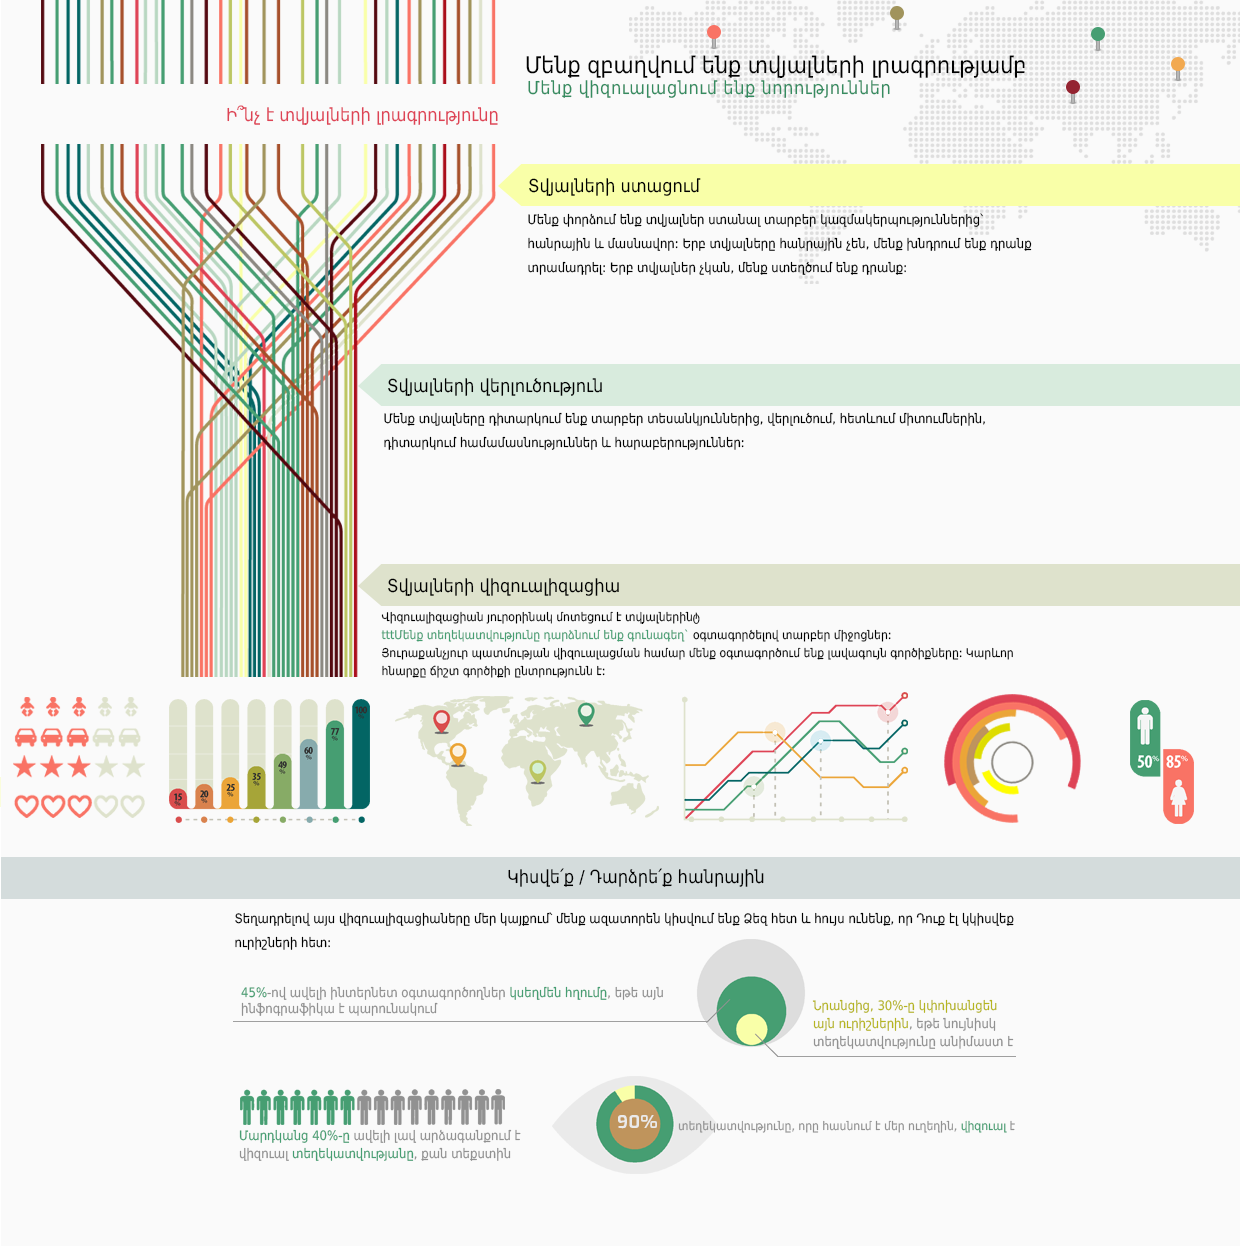 Մենք զբաղվում ենք տվյալների լրագրությամբ
Մենք վիզուալացնում ենք նորություններ
Ի՞նչ է տվյալների լրագրությունը
Տվյալների ստացում
Մենք փորձում ենք տվյալներ ստանալ տարբեր կազմակերպություններից՝
հանրային և մասնավոր: Երբ տվյալները հանրային չեն, մենք խնդրում ենք դրանք
տրամադրել: Երբ տվյալներ չկան, մենք ստեղծում ենք դրանք:
Տվյալների վերլուծություն
Մենք տվյալները դիտարկում ենք տարբեր տեսանկյուններից, վերլուծում, հետևում միտումներին,
դիտարկում համամասնություններ և հարաբերություններ:
Տվյալների վիզուալիզացիա
Վիզուալիզացիան յուրօրինակ մոտեցում է տվյալներինտ
tttՄենք տեղեկատվությունը դարձնում ենք գունագեղ՝ օգտագործելով տարբեր միջոցներ:
Յուրաքանչյուր պատմության վիզուալացման համար մենք օգտագործում ենք լավագույն գործիքները: Կարևոր
հնարքը ճիշտ գործիքի ընտրությունն է:
15 %
20 %
25 %
35 %
49 %
60 %
77 %
100 %
50%
85%
Կիսվե՛ք / Դարձրե՛ք հանրային
Տեղադրելով այս վիզուալիզացիաները մեր կայքում՝ մենք ազատորեն կիսվում ենք Ձեզ հետ և հույս ունենք, որ Դուք էլ կկիսվեք
ուրիշների հետ:
45%-ով ավելի ինտերնետ օգտագործողներ կսեղմեն հղումը, եթե այն
ինֆոգրաֆիկա է պարունակում
Նրանցից, 30%-ը կփոխանցեն
այն ուրիշներին, եթե նույնիսկ
տեղեկատվությունը անիմաստ է
Մարդկանց 40%-ը ավելի լավ արձագանքում է
վիզուալ տեղեկատվությանը, քան տեքստին
90%
տեղեկատվությունը, որը հասնում է մեր ուղեղին, վիզուալ է